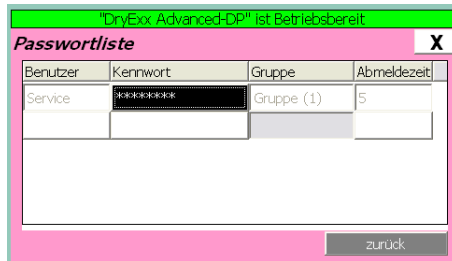 "DryExx Advanced-DP" ist Betriebsbereit
Passwortliste X
Benutzer Kennwort Gruppe Abmeldezeit
Service ******** Gruppe (1) 5
zurück